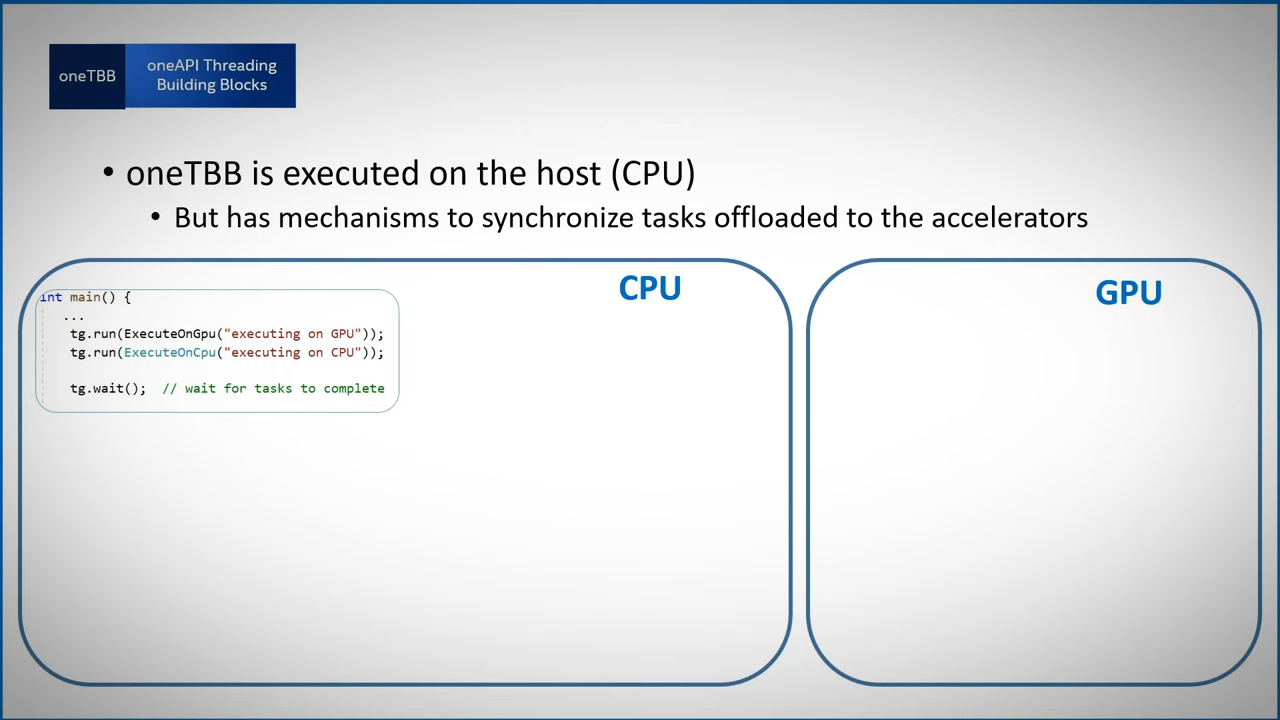 oneTBB
oneAPI Threading
Building Blocks
• oneTBB is executed on the host (CPU)
• But has mechanisms to synchronize tasks offloaded to the accelerators
CPU
GPU
int main() {
...
tg.run(ExecuteOnGpu("executing on GPU"));
tg.run(ExecuteOnCpu("executing on CPU"));
tg.wait();  // wait for tasks to complete